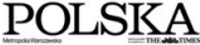 POLSKA
Metropolia Warszawska
THE TIMES